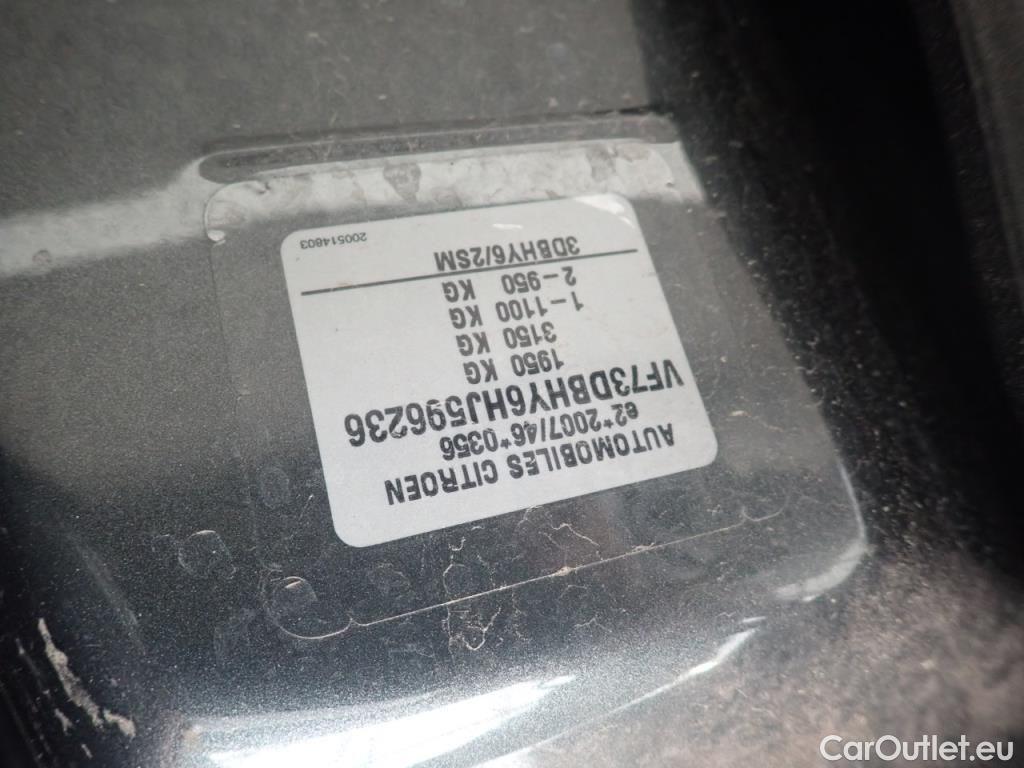 AUTOMOBILES CITROEN
e2*2007/46*0356
VF73DBHY6HJ596236
1950 KG
3150 KG
1-1100 KG
2-950 KG
3DBHY6/2SM
200514803
CarOutlet.eu